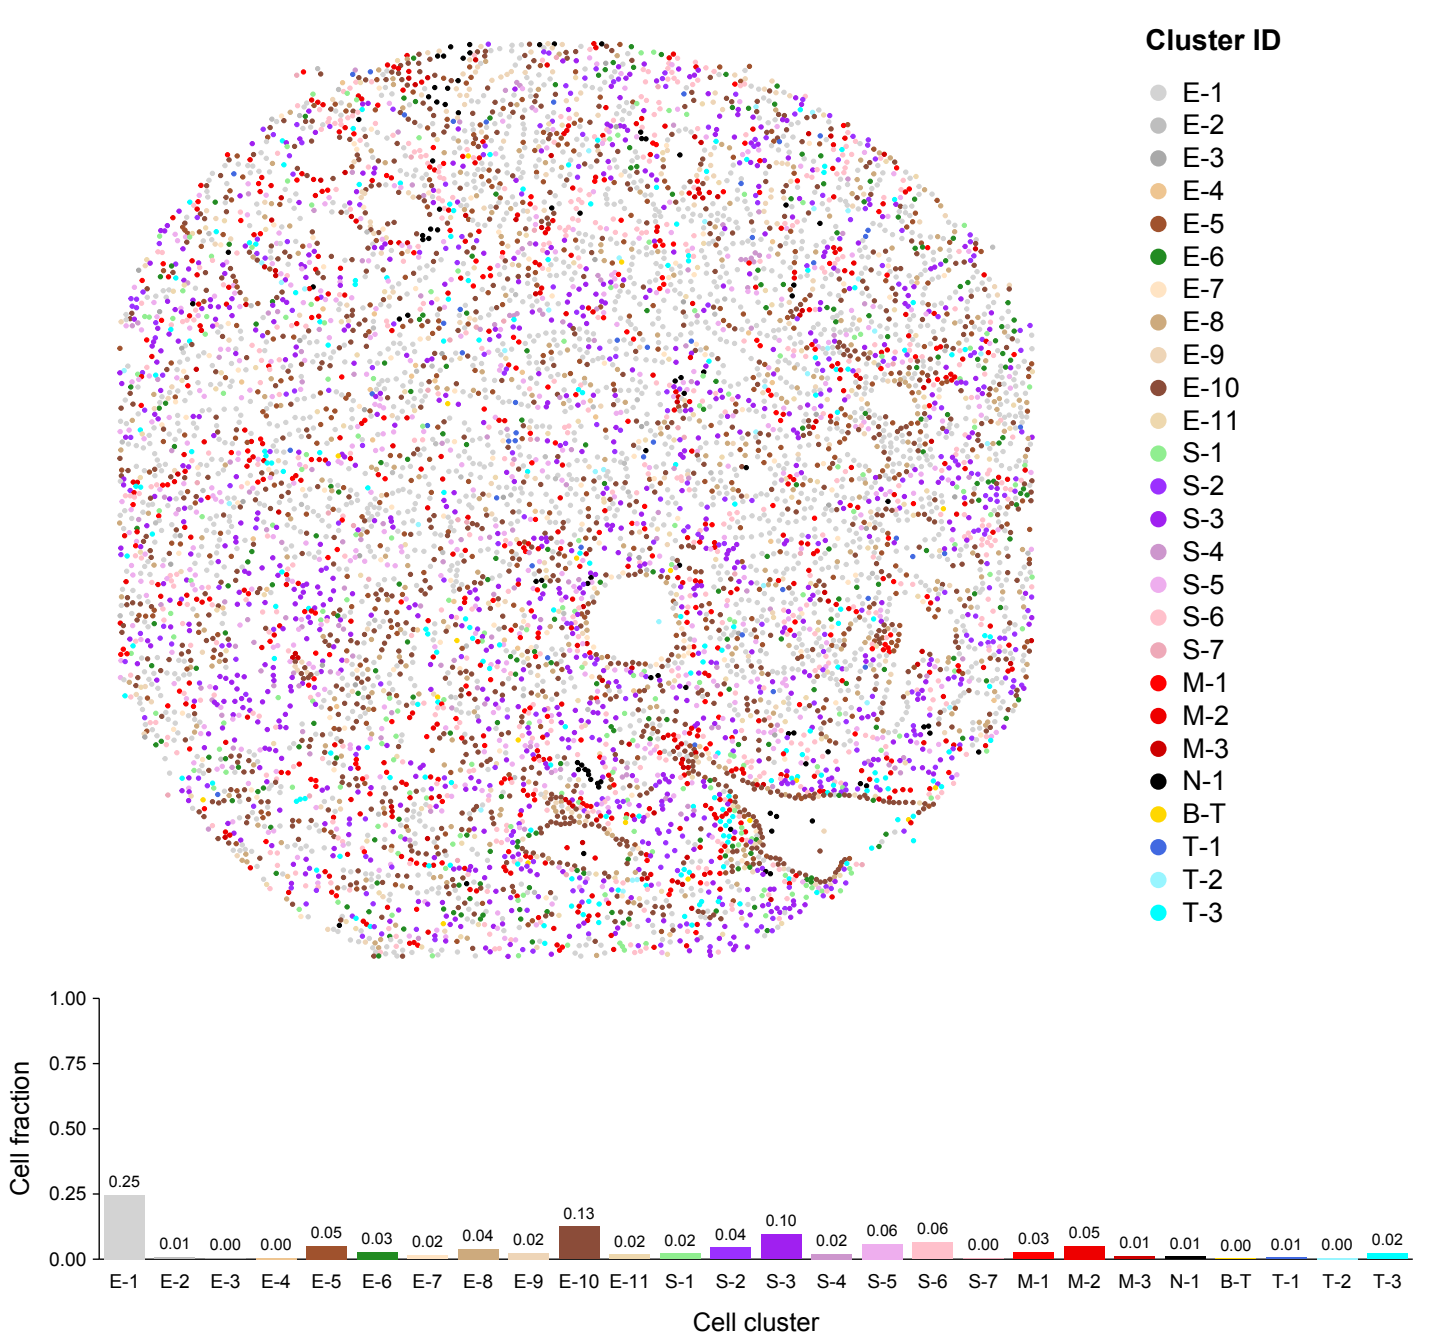 Cluster ID
E-1
E-2
E-3
E-4
E-5
E-6
E-7
E-8
E-9
E-10
E-11
S-1
S-2
S-3
S-4
S-5
S-6
S-7
M-1
M-2
M-3
N-1
B-T
T-1
T-2
T-3
1.00
0.75
0.50
0.25
0.00
Cell fraction
0.25 0.01 0.00 0.00 0.05 0.03 0.02 0.04 0.02 0.13 0.02 0.02 0.04 0.10 0.02 0.06 0.06 0.00 0.03 0.05 0.01 0.01 0.00 0.01 0.00 0.02
E-1 E-2 E-3 E-4 E-5 E-6 E-7 E-8 E-9 E-10 E-11 S-1 S-2 S-3 S-4 S-5 S-6 S-7 M-1 M-2 M-3 N-1 B-T T-1 T-2 T-3
Cell cluster